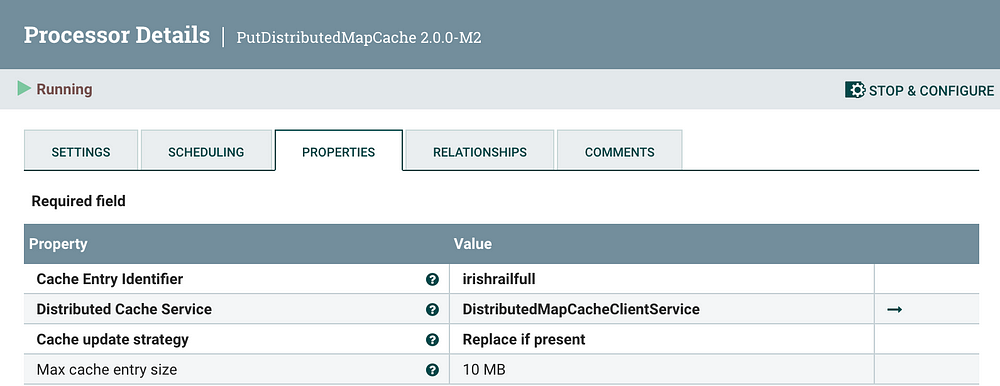 Processor Details | PutDistributedMapCache 2.0.0-M2
Running STOP & CONFIGURE
SETTINGS SCHEDULING PROPERTIES RELATIONSHIPS COMMENTS
Required field
Property Value
Cache Entry Identifier irishrailfull
Distributed Cache Service DistributedMapCacheClientService
Cache update strategy Replace if present
Max cache entry size 10 MB